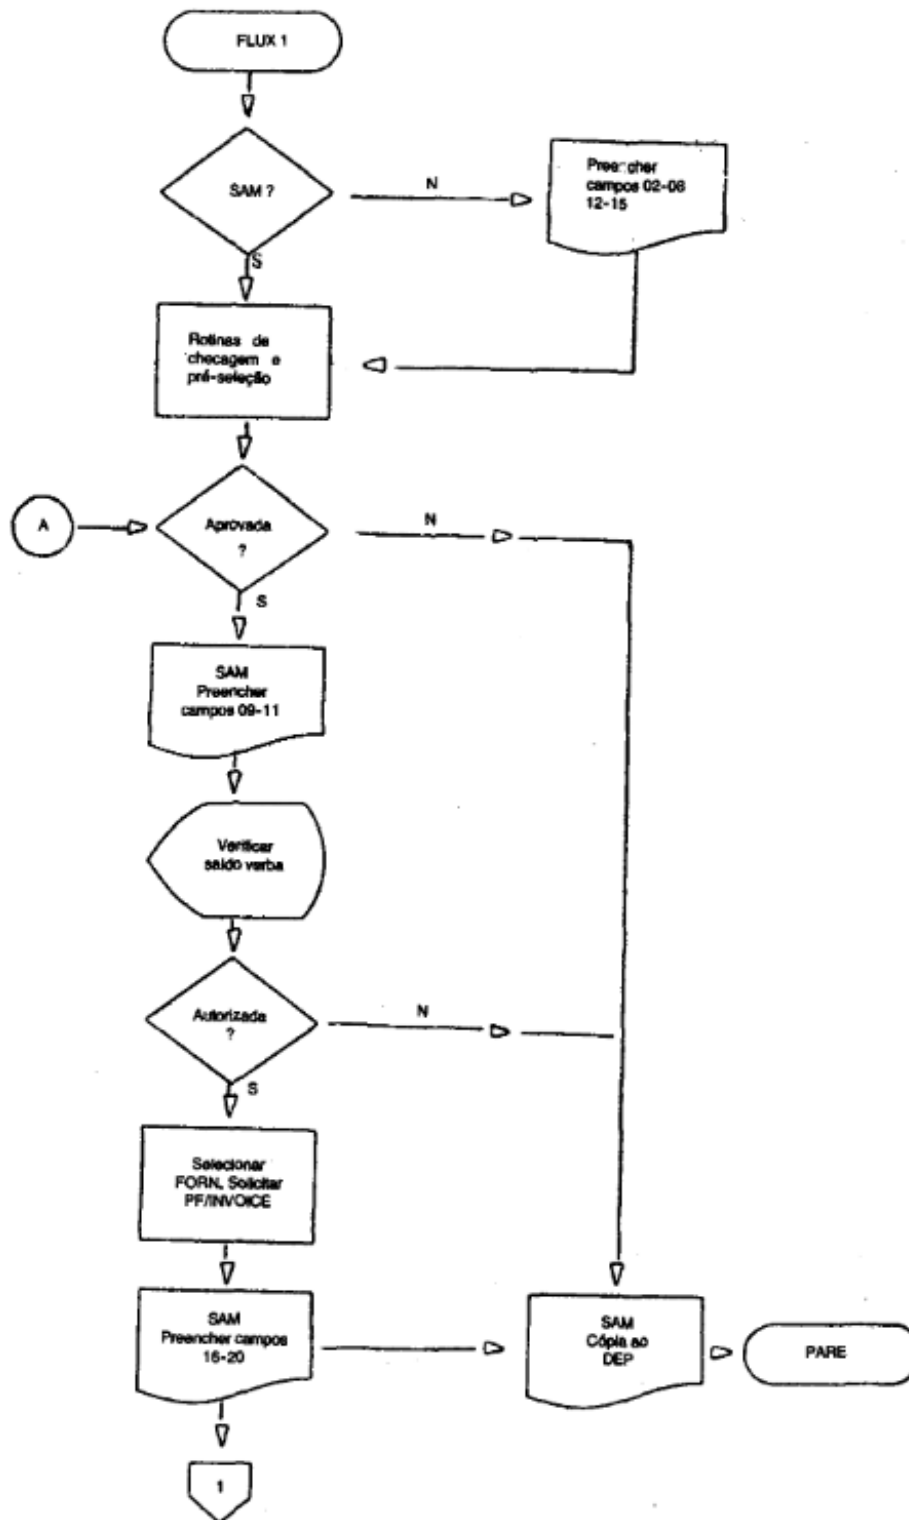 FLUX 1
SAM ?
N
Preencher
campos 02-08
12-15
S
Rotinas de
checagem e
pré-seleção
A
Aprovada
?
N
S
SAM
Preencher
campos 09-11
Verificar
saldo verba
Autorizada
?
N
S
Selecionar
FORN. Solicitar
PF/INVOICE
SAM
Preencher campos
16-20
SAM
Cópia ao
DEP
PARE
1